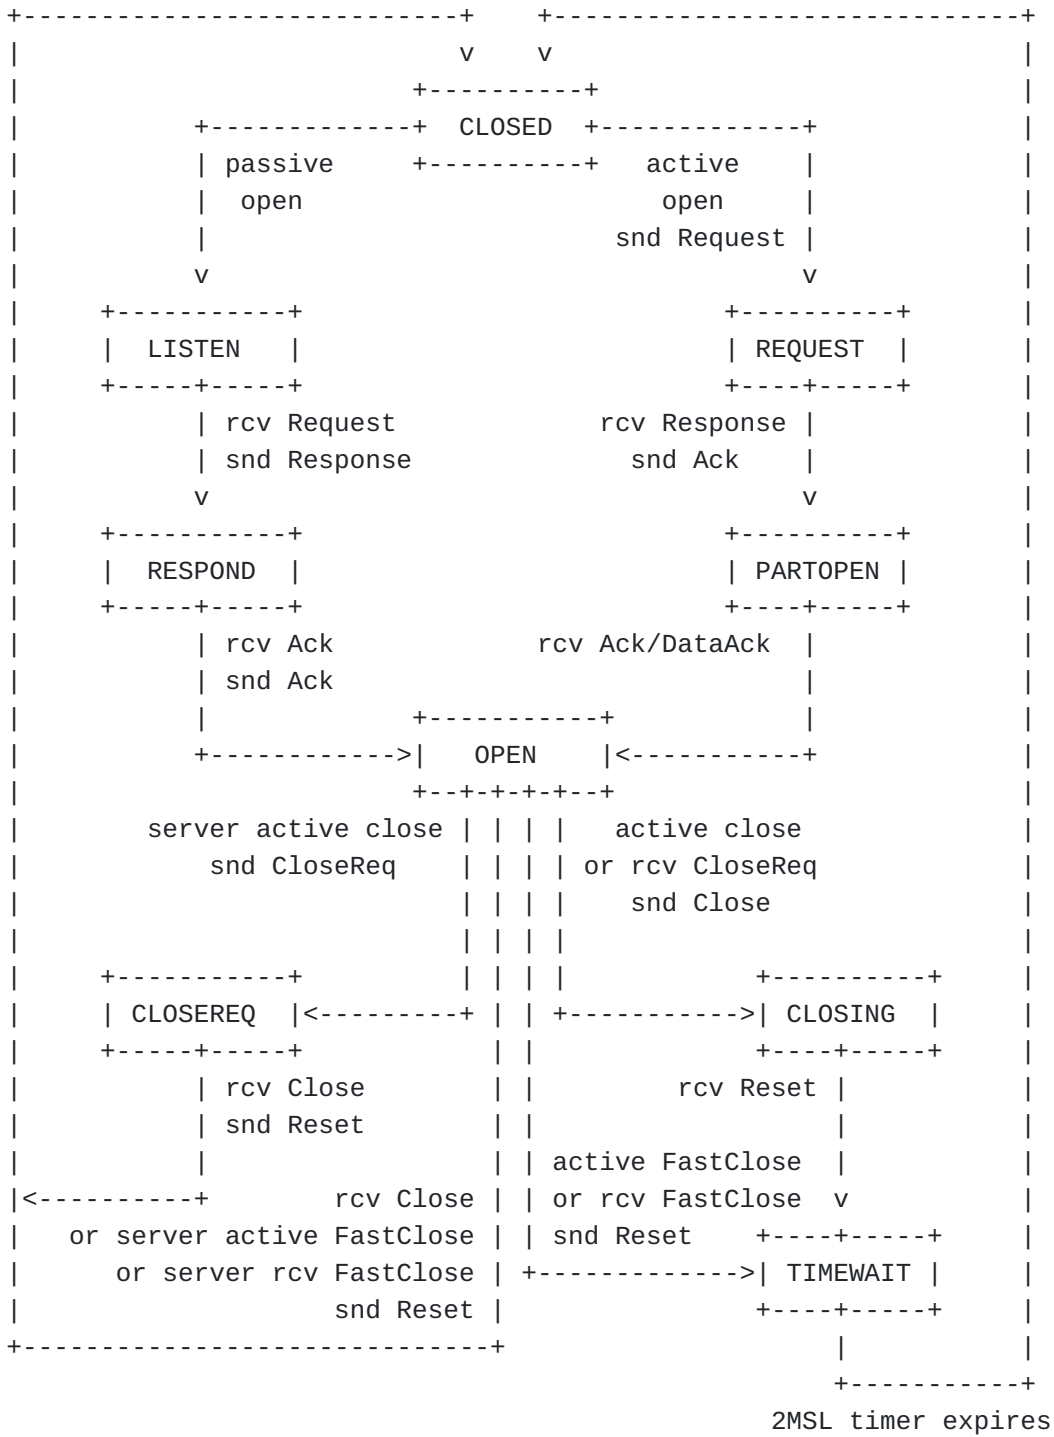 CLOSED
passive active
open open
snd Request
LISTEN REQUEST
rcv Request rcv Response
snd Response snd Ack
RESPOND PARTOPEN
rcv Ack rcv Ack/DataAck
snd Ack
OPEN
server active close active close
snd CloseReq or rcv CloseReq
snd Close
CLOSEREQ CLOSING
rcv Close rcv Reset
snd Reset
active FastClose
rcv Close or rcv FastClose
or server active FastClose snd Reset
or server rcv FastClose TIMEWAIT
snd Reset
2MSL timer expires